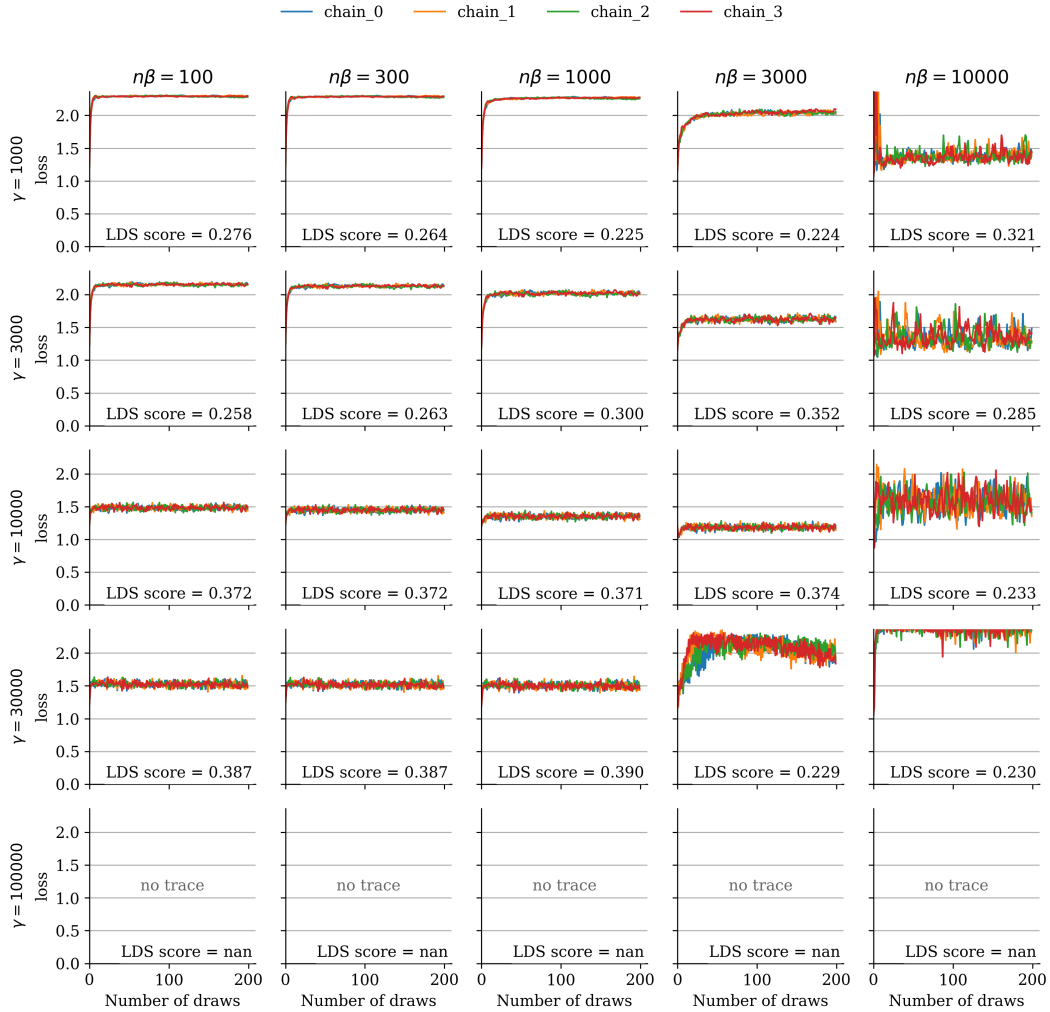 chain_0 chain_1 chain_2 chain_3
nβ = 100 nβ = 300 nβ = 1000 nβ = 3000 nβ = 10000
γ = 1000
loss
2.0
1.5
1.0
0.5
0.0
LDS score = 0.276 LDS score = 0.264 LDS score = 0.225 LDS score = 0.224 LDS score = 0.321
γ = 3000
loss
2.0
1.5
1.0
0.5
0.0
LDS score = 0.258 LDS score = 0.263 LDS score = 0.300 LDS score = 0.352 LDS score = 0.285
γ = 10000
loss
2.0
1.5
1.0
0.5
0.0
LDS score = 0.372 LDS score = 0.372 LDS score = 0.371 LDS score = 0.374 LDS score = 0.233
γ = 30000
loss
2.0
1.5
1.0
0.5
0.0
LDS score = 0.387 LDS score = 0.387 LDS score = 0.390 LDS score = 0.229 LDS score = 0.230
γ = 100000
loss
2.0
1.5
1.0
0.5
0.0
no trace no trace no trace no trace no trace
LDS score = nan LDS score = nan LDS score = nan LDS score = nan LDS score = nan
0 100 200 0 100 200 0 100 200 0 100 200 0 100 200
Number of draws Number of draws Number of draws Number of draws Number of draws